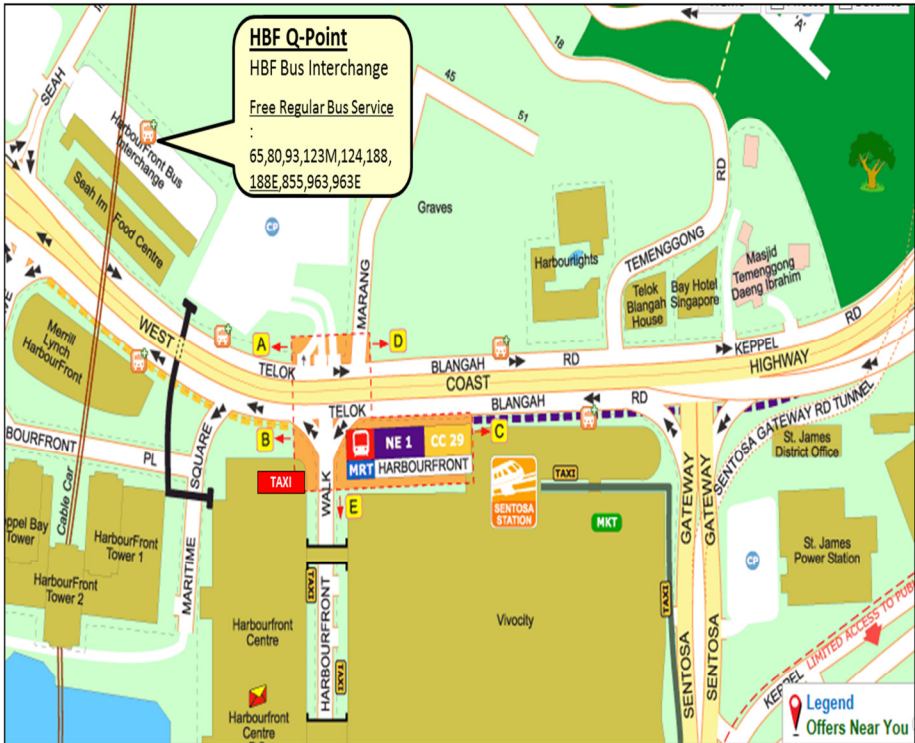 HBF Q-Point
HBF Bus Interchange
Free Regular Bus Service
:
65,80,93,123M,124,188,
188E,855,963,963E
SEAH
HarbourFront Bus
Interchange
Seah Im Food Centre
CP
MARANG
Graves
45
51
18
RD
TEMENGGONG
'A'
Harbourlights
Telok
Blangah
House
Bay Hotel
Singapore
Masjid
Temenggong
Daeng Ibrahim
Merrill
Lynch
HarbourFront
WEST
A
D
TELOK
BLANGAH
RD
KEPPEL
RD
COAST
HIGHWAY
TELOK
BLANGAH
RD
B
C
NE 1
CC 29
MRT
HARBOURFRONT
TAXI
E
WALK
SENTOSA
STATION
TAXI
MKT
SENTOSA GATEWAY RD TUNNEL
St. James
District Office
GATEWAY
GATEWAY
CP
St. James
Power Station
BOURFRONT
PL
SQUARE
MARITIME
Cable Car
ppel Bay
Tower
HarbourFront
Tower 1
HarbourFront
Tower 2
TAXI
HARBOURFRONT
TAXI
TAXI
Harbourfront
Centre
Vivocity
Harbourfront
Centre
SENTOSA
SENTOSA
KEPPEL
LIMITED ACCESS TO PUB
Legend
Offers Near You